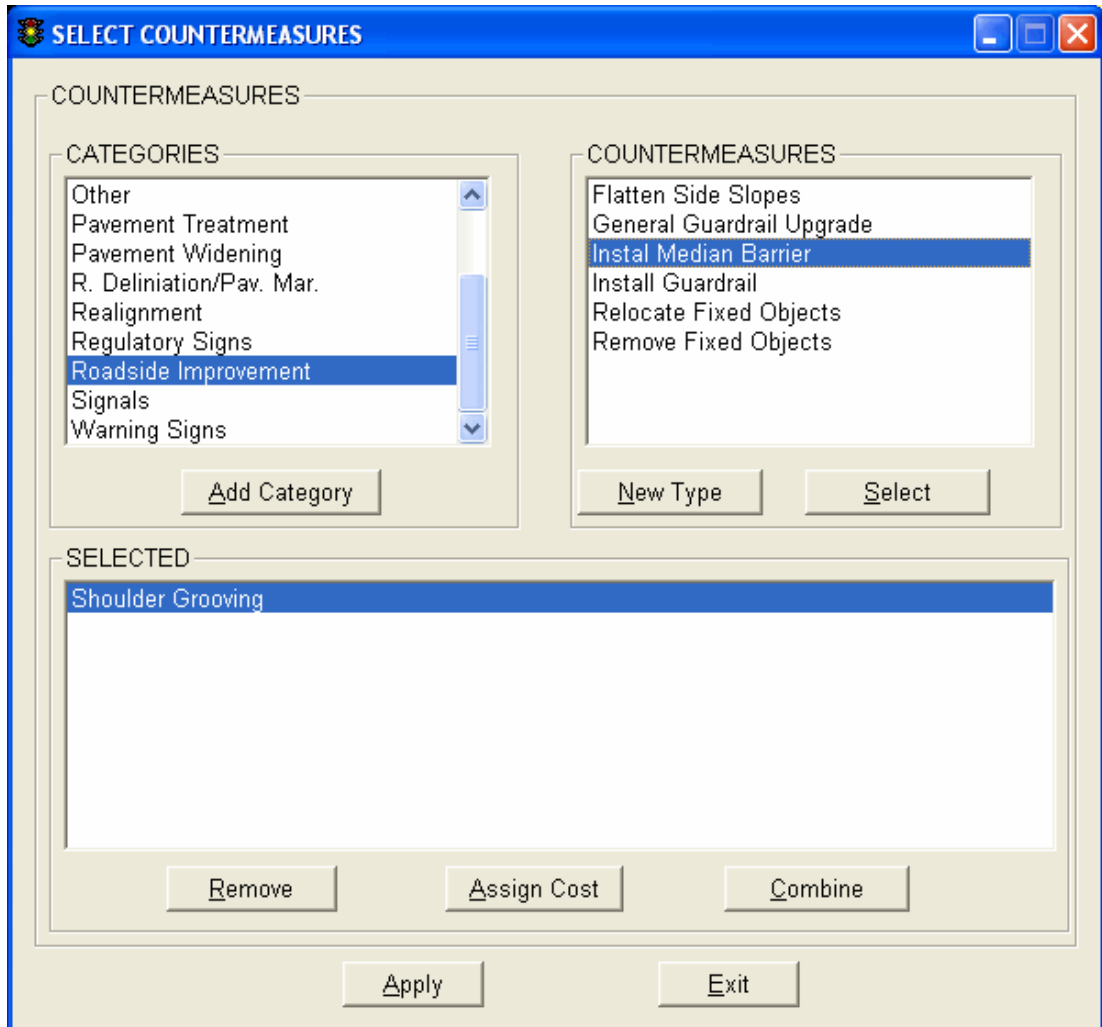 SELECT COUNTERMEASURES
COUNTERMEASURES
CATEGORIES
Other
Pavement Treatment
Pavement Widening
R. Deliniation/Pav. Mar.
Realignment
Regulatory Signs
Roadside Improvement
Signals
Warning Signs
Add Category
COUNTERMEASURES
Flatten Side Slopes
General Guardrail Upgrade
Instal Median Barrier
Install Guardrail
Relocate Fixed Objects
Remove Fixed Objects
New Type Select
SELECTED
Shoulder Grooving
Remove Assign Cost Combine
Apply Exit